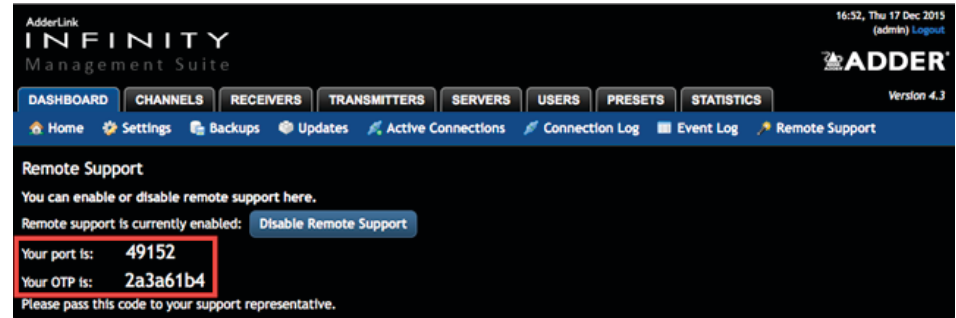 AdderLink
INFINITY
Management Suite
16:52, Thu 17 Dec 2015
(admin) Logout
ADDER
DASHBOARD CHANNELS RECEIVERS TRANSMITTERS SERVERS USERS PRESETS STATISTICS Version 4.3
Home Settings Backups Updates Active Connections Connection Log Event Log Remote Support
Remote Support
You can enable or disable remote support here.
Remote support is currently enabled: Disable Remote Support
Your port is: 49152
Your OTP is: 2a3a61b4
Please pass this code to your support representative.